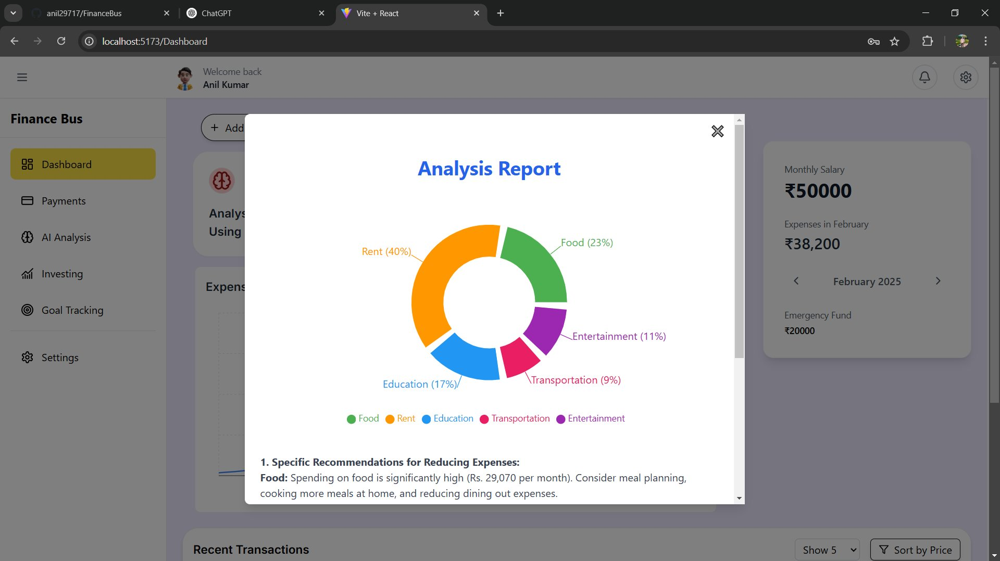 anil29717/FinanceBus
ChatGPT
Vite + React
localhost:5173/Dashboard
Welcome back
Anil Kumar
Finance Bus
Dashboard
Payments
AI Analysis
Investing
Goal Tracking
Settings
+ Add
Analys
Using
Expens
Analysis Report
Rent (40%)
Food (23%)
Entertainment (11%)
Transportation (9%)
Education (17%)
Food Rent Education Transportation Entertainment
1. Specific Recommendations for Reducing Expenses:
Food: Spending on food is significantly high (Rs. 29,070 per month). Consider meal planning,
cooking more meals at home, and reducing dining out expenses.
Monthly Salary
₹50000
Expenses in February
₹38,200
February 2025
Emergency Fund
₹20000
Recent Transactions
Show 5
Sort by Price